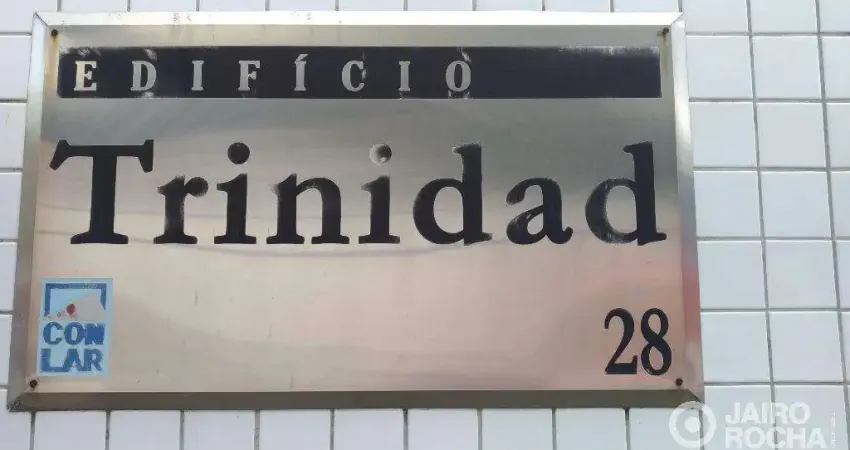 EDIFÍCIO
Trinidad
28
CON
LAR
JAIRO
ROCHA